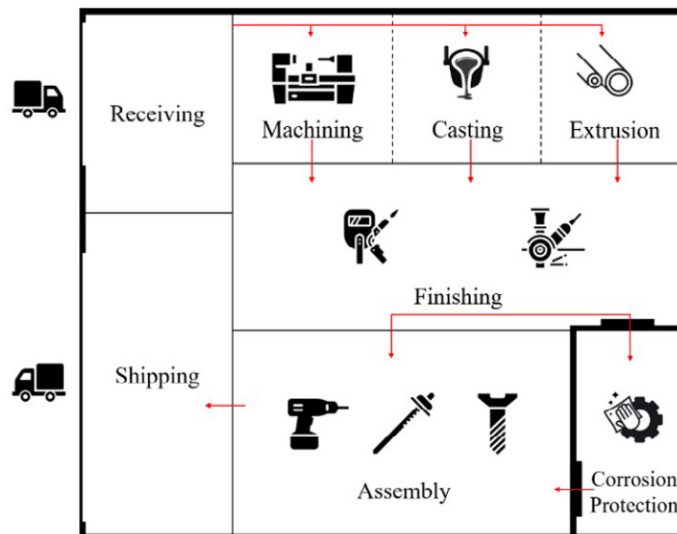 Receiving
Machining
Casting
Extrusion
Finishing
Shipping
Assembly
Corrosion
Protection